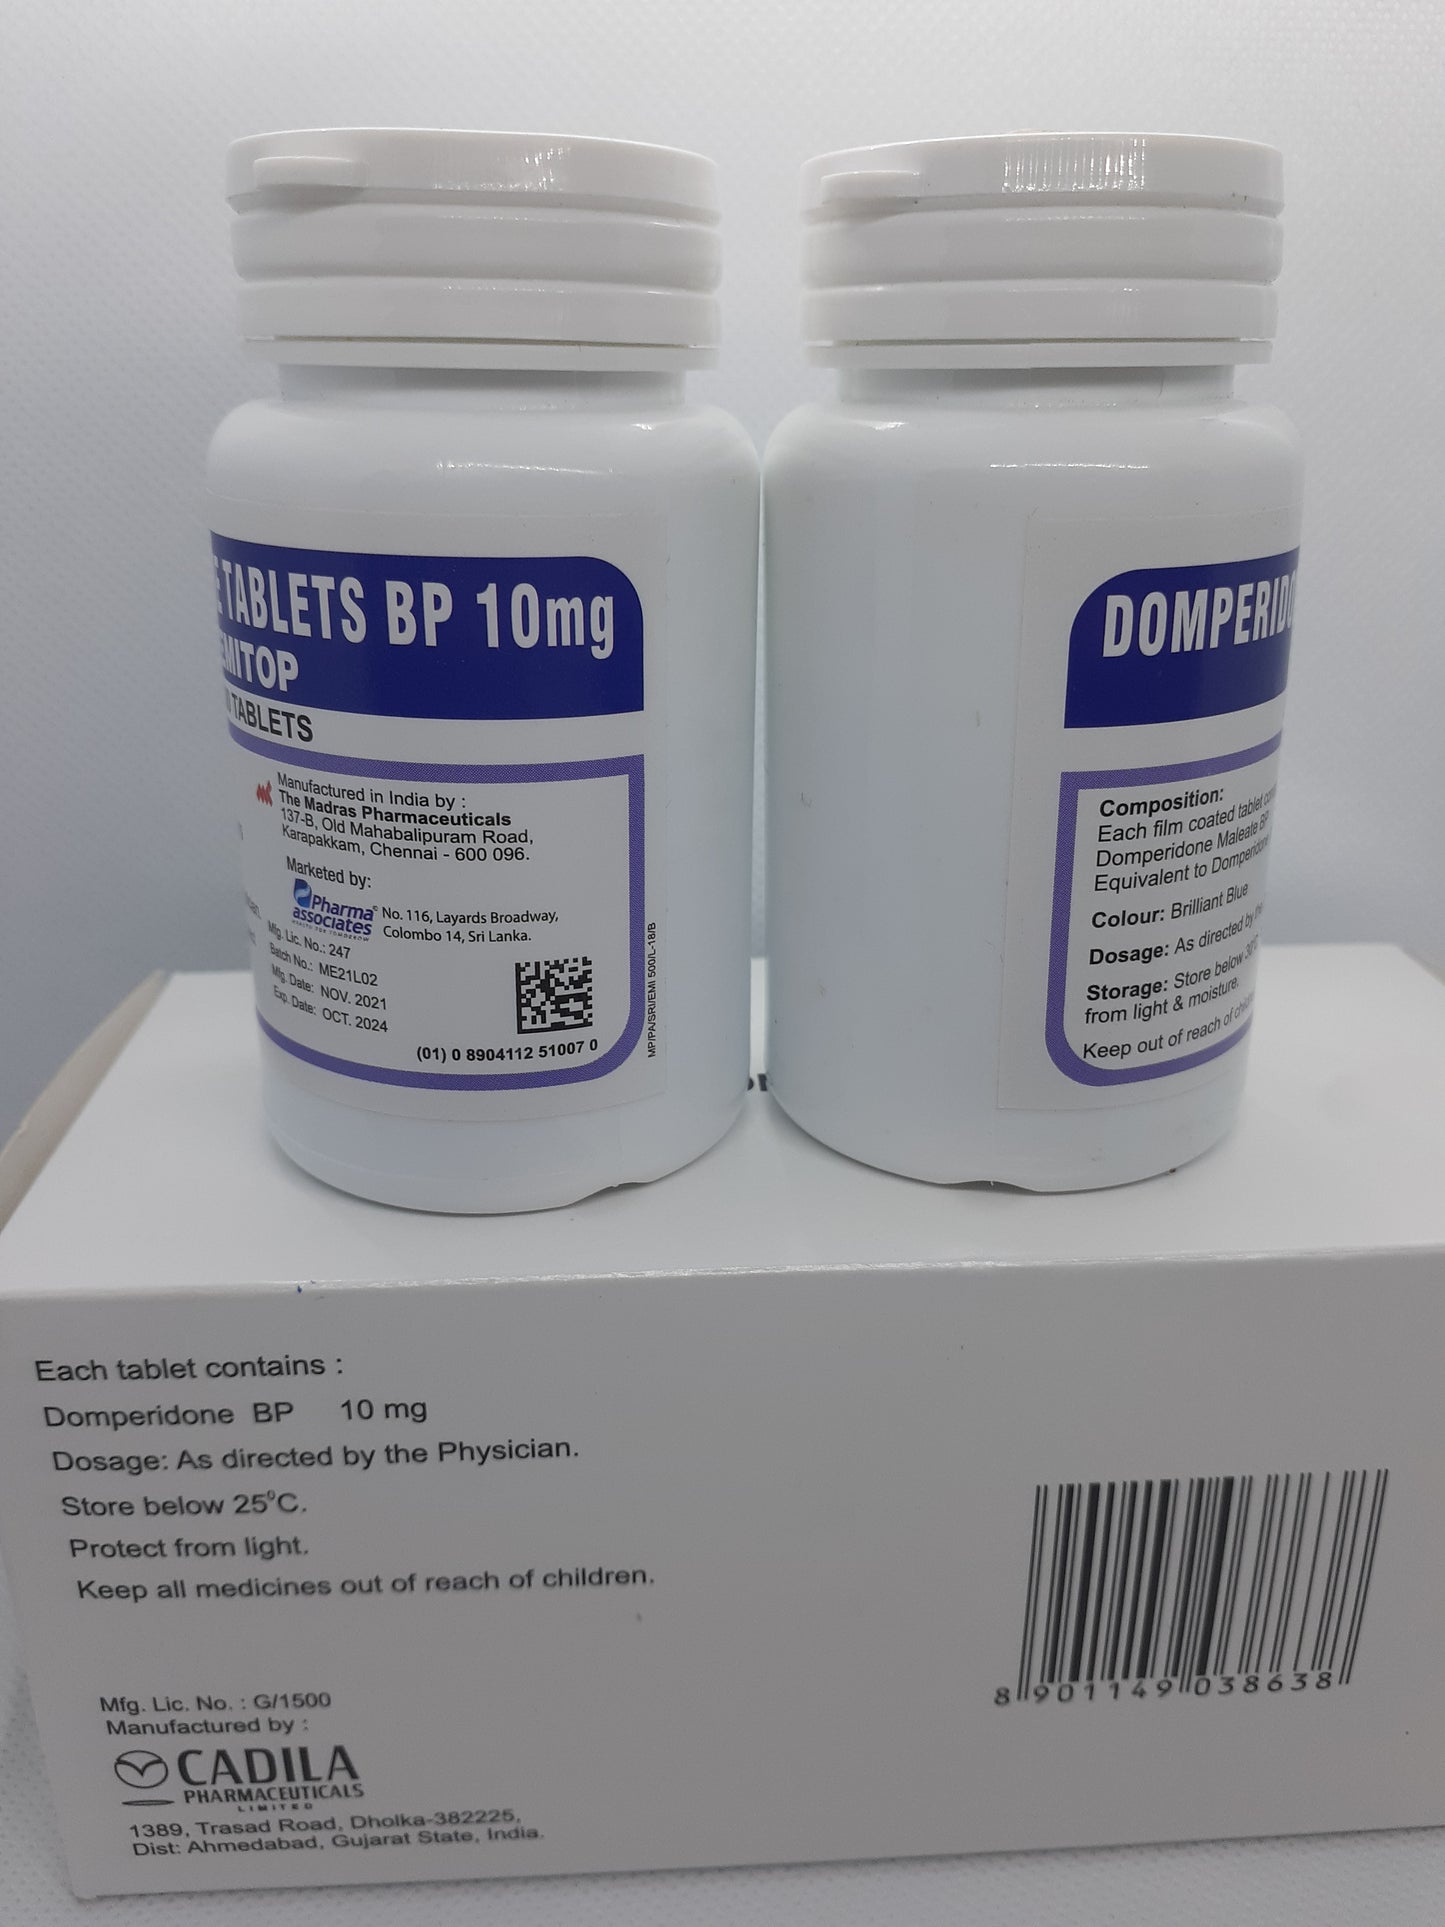 TABLETS BP 10mg
EMITOP
TABLETS
Manufactured in India by :
The Madras Pharmaceuticals
137-B, Old Mahabalipuram Road,
Karapakkam, Chennai - 600 096.
Marketed by:
Pharma
associates
HEALTH FOR TOMORROW
No. 116, Layards Broadway,
Colombo 14, Sri Lanka.
Mfg. Lic. No.: 247
Batch No.: ME21L02
Mfg. Date: NOV. 2021
Exp. Date: OCT. 2024
(01) 0 8904112 51007 0
MP/PA/SRI/EMI 500/L-18/B
DOMPERIDO
Composition:
Each film coated tablet
Domperidone Maleate BP
Equivalent to Domperidone
Colour: Brilliant Blue
Dosage: As directed by the
Storage: Store below 30°C
from light & moisture.
Keep out of reach of
Each tablet contains :
Domperidone BP 10 mg
Dosage: As directed by the Physician.
Store below 25°C.
Protect from light.
Keep all medicines out of reach of children.
8 901149 038638
Mfg. Lic. No. : G/1500
Manufactured by :
CADILA
PHARMACEUTICALS
LIMITED
1389, Trasad Road, Dholka-382225,
Dist: Ahmedabad, Gujarat State, India.